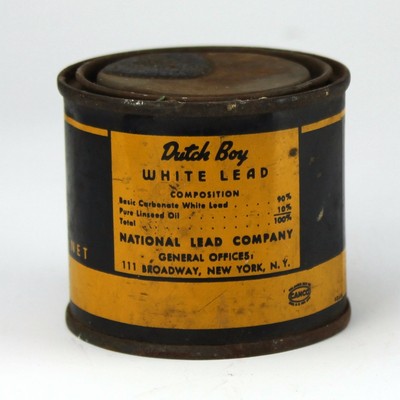 Dutch Boy
WHITE LEAD
COMPOSITION
Basic Carbonate White Lead . . . . 90%
Pure Linseed Oil . . . . . 10%
Total . . . . . . . 100%
NATIONAL LEAD COMPANY
GENERAL OFFICES:
111 BROADWAY, NEW YORK, N. Y.
NET
CANCO